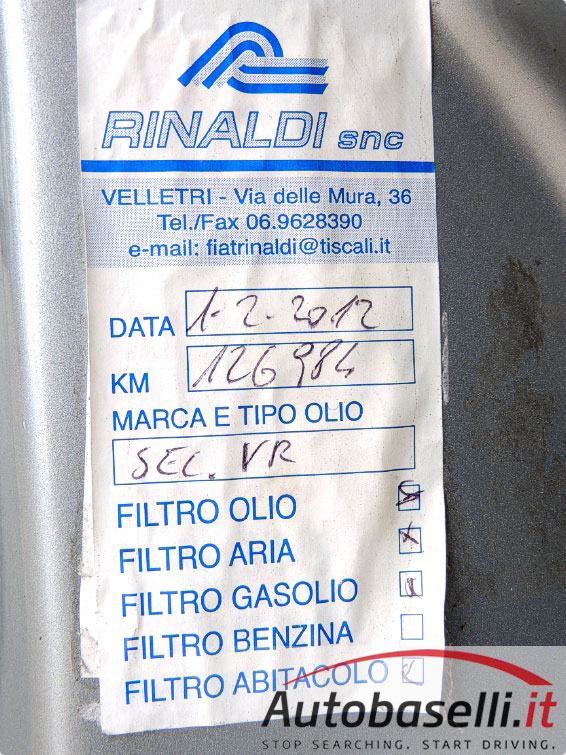 RINALDI snc
VELLETRI - Via delle Mura, 36
Tel./Fax 06.9628390
e-mail: fiatrinaldi@tiscali.it
DATA 1-2-2012
KM 126984
MARCA E TIPO OLIO
SEC. VR
FILTRO OLIO
FILTRO ARIA
FILTRO GASOLIO
FILTRO BENZINA
FILTRO ABITACOLO
Autobaselli.it
STOP SEARCHING. START DRIVING.